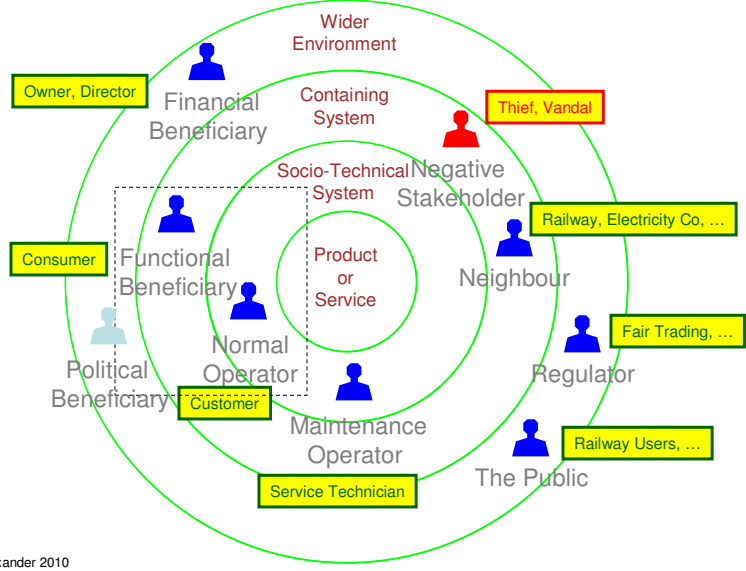 Wider
Environment
Owner, Director
Financial
Beneficiary
Containing
System
Thief, Vandal
Negative
Stakeholder
Socio-Technical
System
Railway, Electricity Co, …
Neighbour
Consumer
Functional
Beneficiary
Product
or
Service
Normal
Operator
Political
Beneficiary
Customer
Fair Trading, …
Regulator
Maintenance
Operator
Railway Users, …
The Public
Service Technician
2010